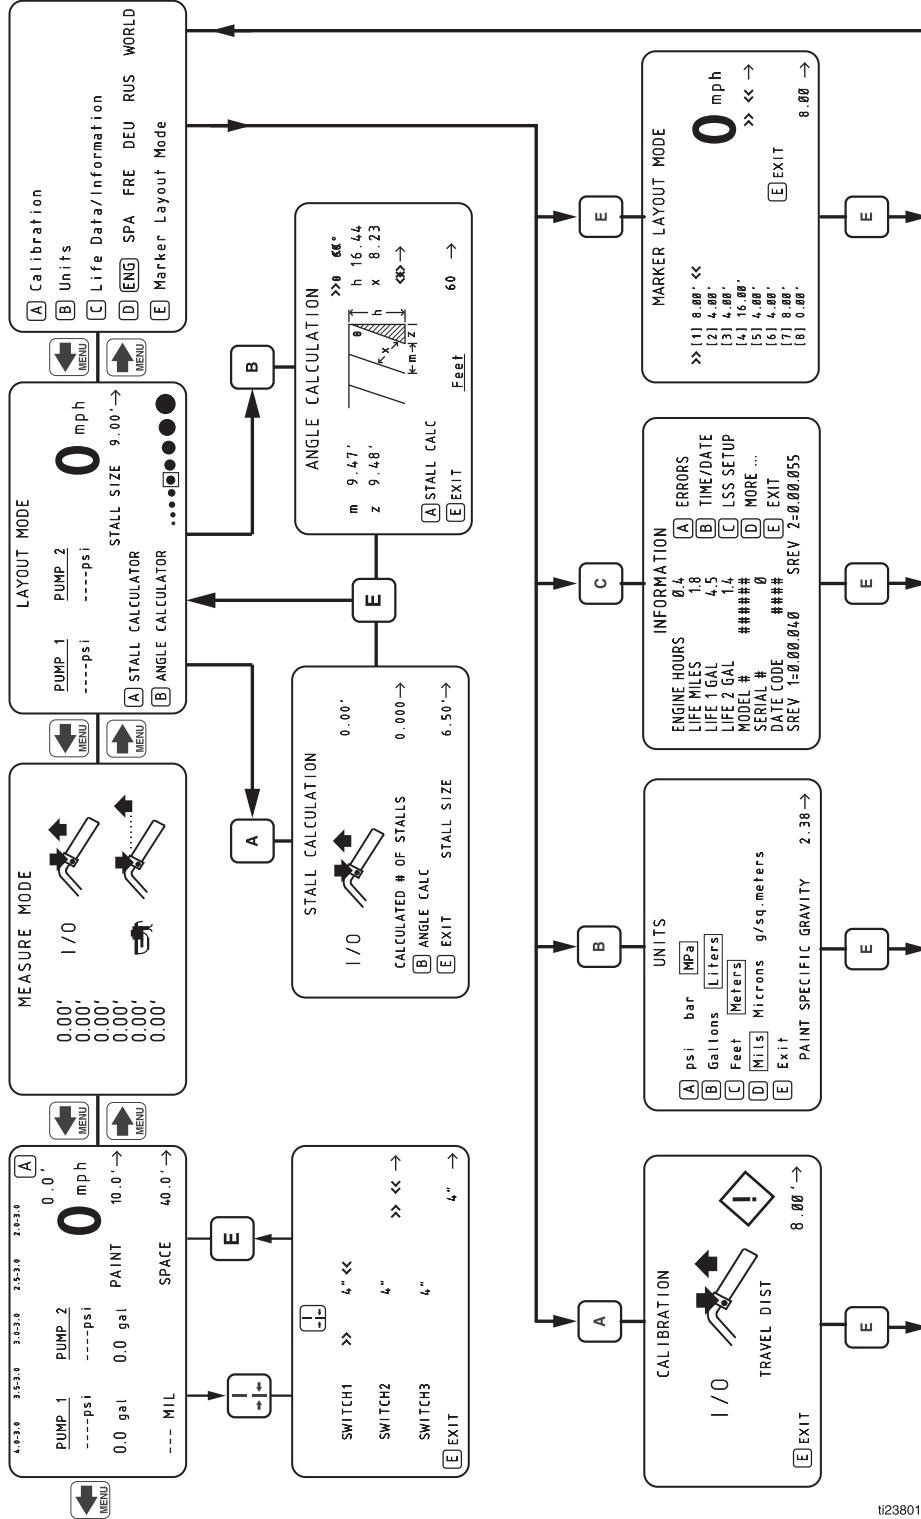 4.0-3.0 3.5-3.0 3.0-3.0 2.5-3.0 2.0-3.0
A
0.0'
PUMP 1 PUMP 2
0 mph
----psi ----psi
0.0 gal 0.0 gal PAINT 10.0'→
--- MIL SPACE 40.0'→
MENU
MENU
MENU
MEASURE MODE
0.00'
0.00'
0.00'
0.00'
0.00'
0.00'
I/O
MENU
MENU
LAYOUT MODE
PUMP 1 PUMP 2
0 mph
----psi ----psi
STALL SIZE 9.00'→
A STALL CALCULATOR
B ANGLE CALCULATOR
MENU
MENU
A Calibration
B Units
C Life Data/Information
D ENG SPA FRE DEU RUS WORLD
E Marker Layout Mode
E
SWITCH1 >> 4" <<
SWITCH2 4" >> << →
SWITCH3 4" 4" →
E EXIT
A
STALL CALCULATION
I/O 0.00'
CALCULATED # OF STALLS 0.000→
B ANGLE CALC
E EXIT STALL SIZE 6.50'→
E
B
ANGLE CALCULATION
m 9.47'
z 9.48'
h 16.44
x 8.23
θ
h
x
m z
A STALL CALC
E EXIT Feet 60 →
A
CALIBRATION
I/O
!
TRAVEL DIST 8.00'→
E EXIT
E
B
UNITS
A psi bar MPa
B Gallons Liters
C Feet Meters
D Mils Microns g/sq.meters
E Exit
PAINT SPECIFIC GRAVITY 2.38→
E
C
INFORMATION
ENGINE HOURS 0.4 A ERRORS
LIFE MILES 1.8 B TIME/DATE
LIFE 1 GAL 4.5 C LSS SETUP
LIFE 2 GAL 1.4 D MORE ...
MODEL # ######
SERIAL # 0 E EXIT
DATE CODE ####
SREV 1=0.00.040 SREV 2=0.00.055
E
E
MARKER LAYOUT MODE
0 mph
>> [1] 8.00' <<
[2] 4.00'
[3] 4.00' >> << →
[4] 16.00'
[5] 4.00'
[6] 4.00' E EXIT
[7] 8.00'
[8] 0.00' 8.00 →
E
ti23801